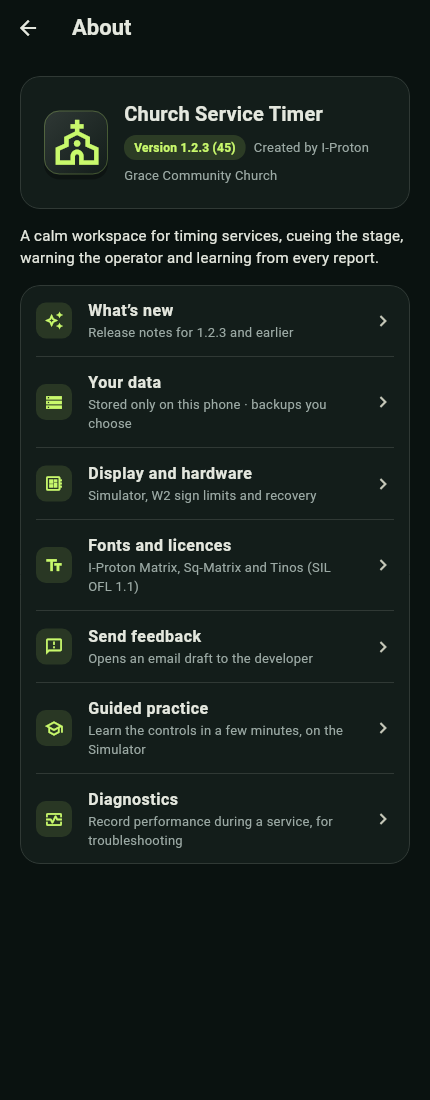 About
Church Service Timer
Version 1.2.3 (45) Created by I-Proton
Grace Community Church
A calm workspace for timing services, cueing the stage,
warning the operator and learning from every report.
What’s new
Release notes for 1.2.3 and earlier
Your data
Stored only on this phone · backups you
choose
Display and hardware
Simulator, W2 sign limits and recovery
Fonts and licences
I-Proton Matrix, Sq-Matrix and Tinos (SIL
OFL 1.1)
Send feedback
Opens an email draft to the developer
Guided practice
Learn the controls in a few minutes, on the
Simulator
Diagnostics
Record performance during a service, for
troubleshooting